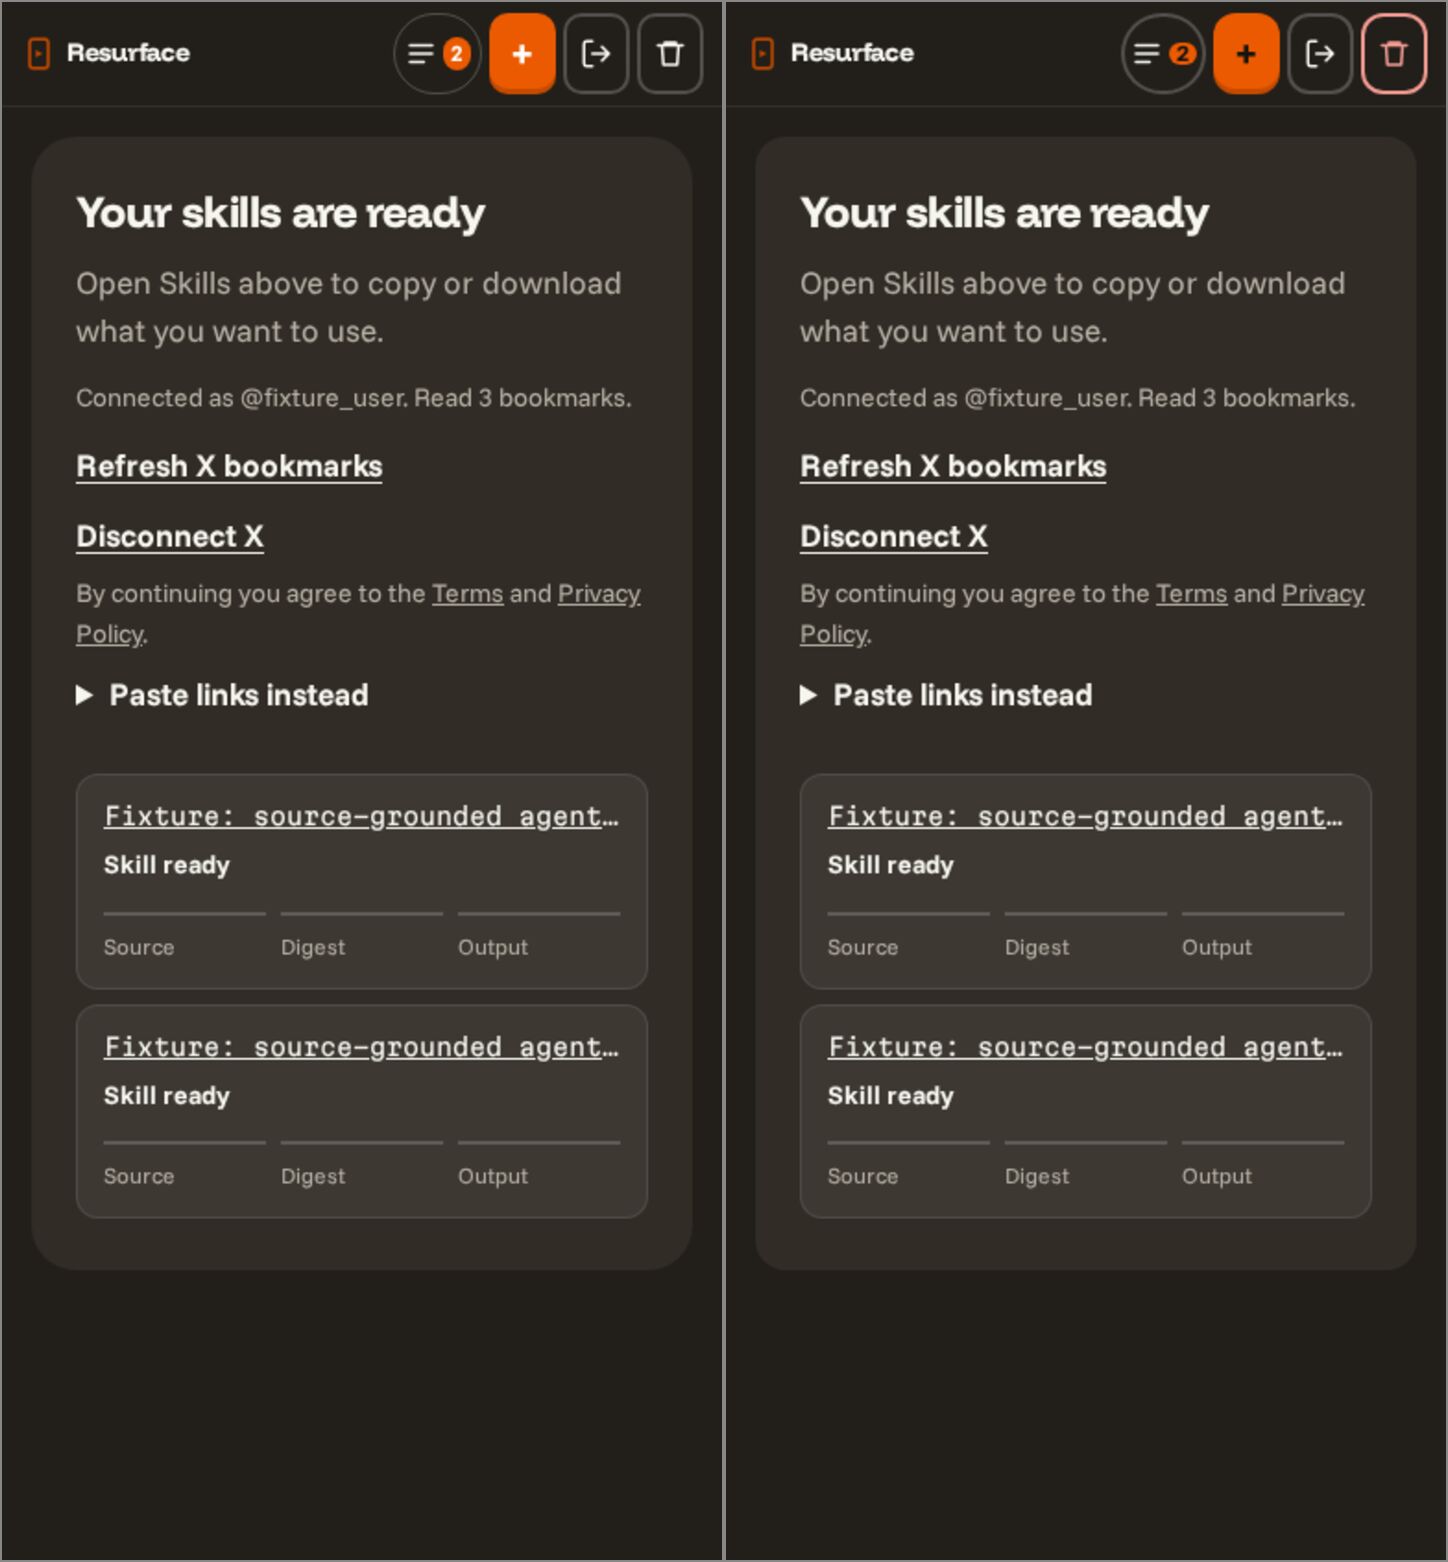 Resurface 2 +
Your skills are ready
Open Skills above to copy or download
what you want to use.
Connected as @fixture_user. Read 3 bookmarks.
Refresh X bookmarks
Disconnect X
By continuing you agree to the Terms and Privacy
Policy.
Paste links instead
Fixture: source-grounded agent…
Skill ready
Source Digest Output
Fixture: source-grounded agent…
Skill ready
Source Digest Output
Resurface 2 +
Your skills are ready
Open Skills above to copy or download
what you want to use.
Connected as @fixture_user. Read 3 bookmarks.
Refresh X bookmarks
Disconnect X
By continuing you agree to the Terms and Privacy
Policy.
Paste links instead
Fixture: source-grounded agent…
Skill ready
Source Digest Output
Fixture: source-grounded agent…
Skill ready
Source Digest Output